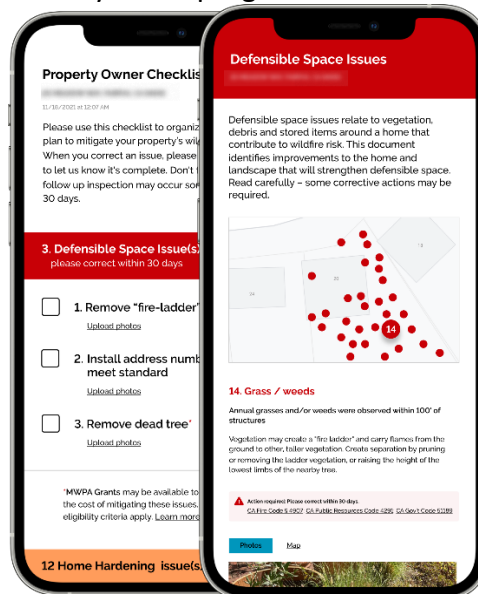 Property Owner Checklis
11/16/2021 at 12:07 AM
Please use this checklist to organiz
plan to mitigate your property's wil
When you correct an issue, please
to let us know it's complete. Don't
follow up inspection may occur so
30 days.
3. Defensible Space Issue(s)
please correct within 30 days
1. Remove "fire-ladder"
Upload photos
2. Install address numb
meet standard
Upload photos
3. Remove dead tree*
Upload photos
*MWPA Grants may be available to
the cost of mitigating these issues.
eligibility criteria apply. Learn more
12 Home Hardening issue(s)
Defensible Space Issues
Defensible space issues relate to vegetation,
debris and stored items around a home that
contribute to wildfire risk. This document
identifies improvements to the home and
landscape that will strengthen defensible space.
Read carefully – some corrective actions may be
required.
14
14. Grass / weeds
Annual grasses and/or weeds were observed within 100' of
structures
Vegetation may create a "fire ladder" and carry flames from the
ground to other, taller vegetation. Create separation by pruning
or removing the ladder vegetation, or raising the height of the
lowest limbs of the nearby tree.
Action required: Please correct within 30 days.
CA Fire Code § 4907, CA Public Resources Code 4291, CA Gov't Code 51189
Photos Map